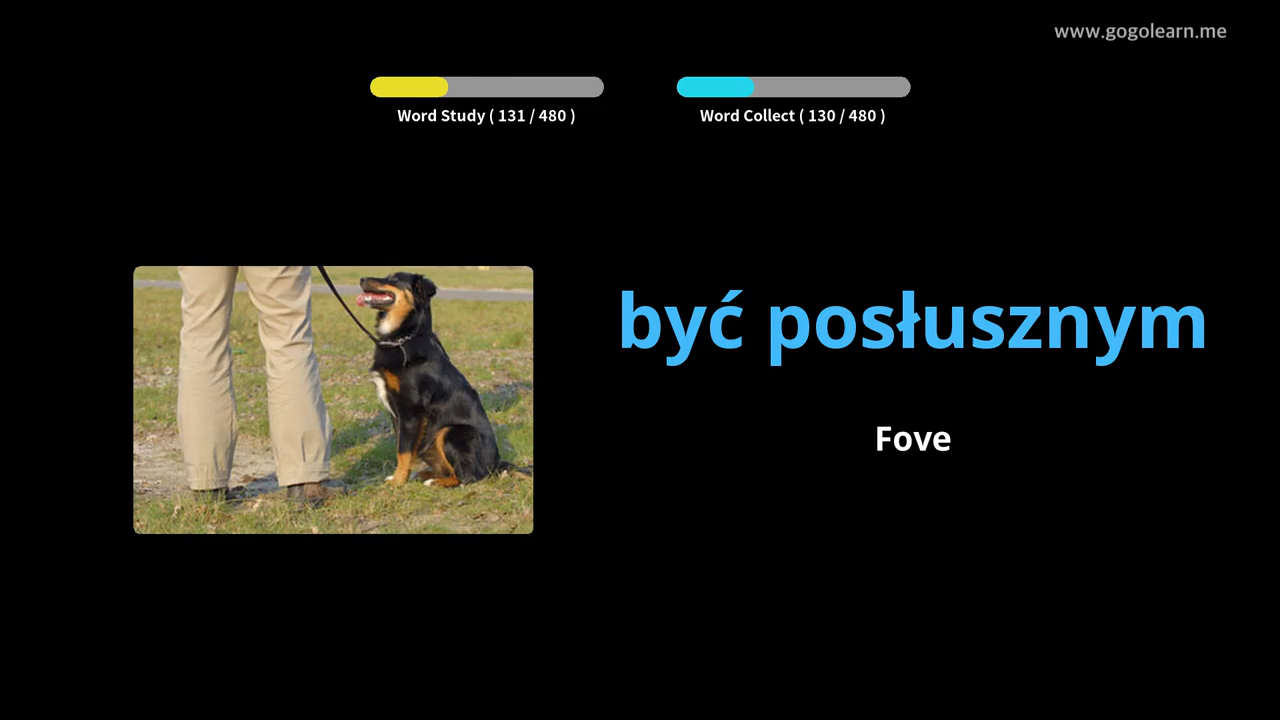 www.gogolearn.me
Word Study ( 131 / 480 )
Word Collect ( 130 / 480 )
być posłusznym
Fove